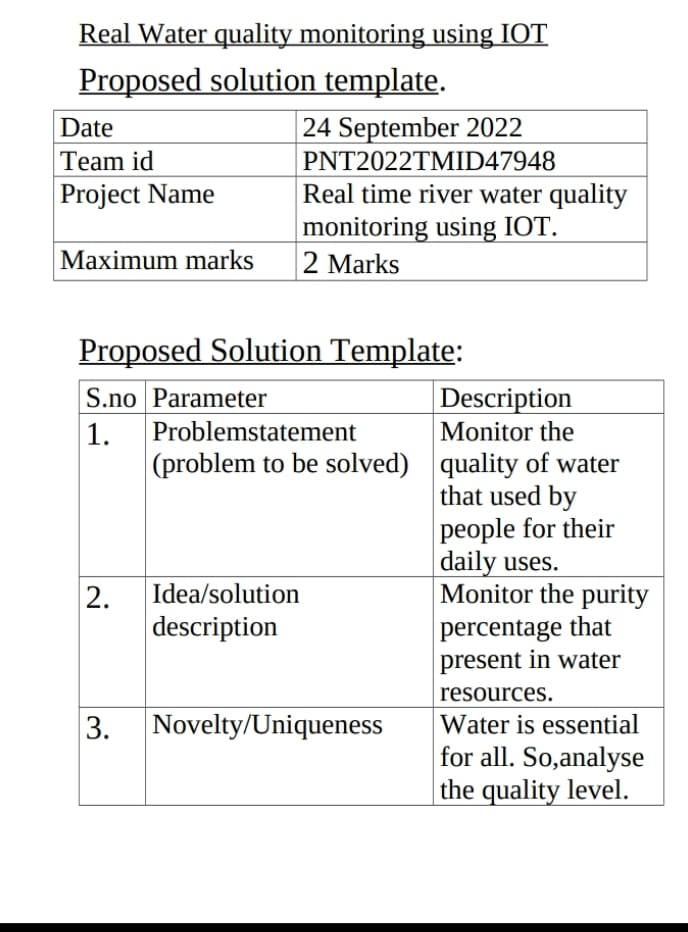 Real Water quality monitoring using IOT
Proposed solution template.
Date 24 September 2022
Team id PNT2022TMID47948
Project Name Real time river water quality
monitoring using IOT.
Maximum marks 2 Marks
Proposed Solution Template:
S.no Parameter Description
1. Problemstatement Monitor the
(problem to be solved) quality of water
that used by
people for their
daily uses.
2. Idea/solution Monitor the purity
description percentage that
present in water
resources.
3. Novelty/Uniqueness Water is essential
for all. So,analyse
the quality level.